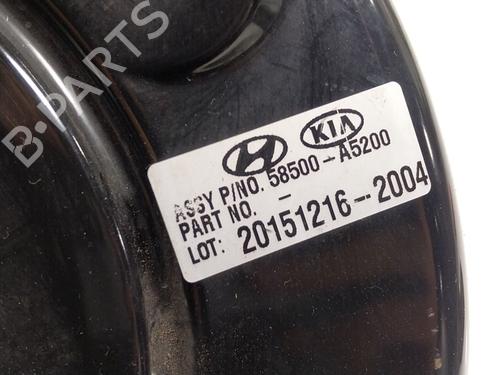 B-PARTS
KIA
ASSY P/NO. 58500-A5200
PART NO. -
LOT: 20151216-2004